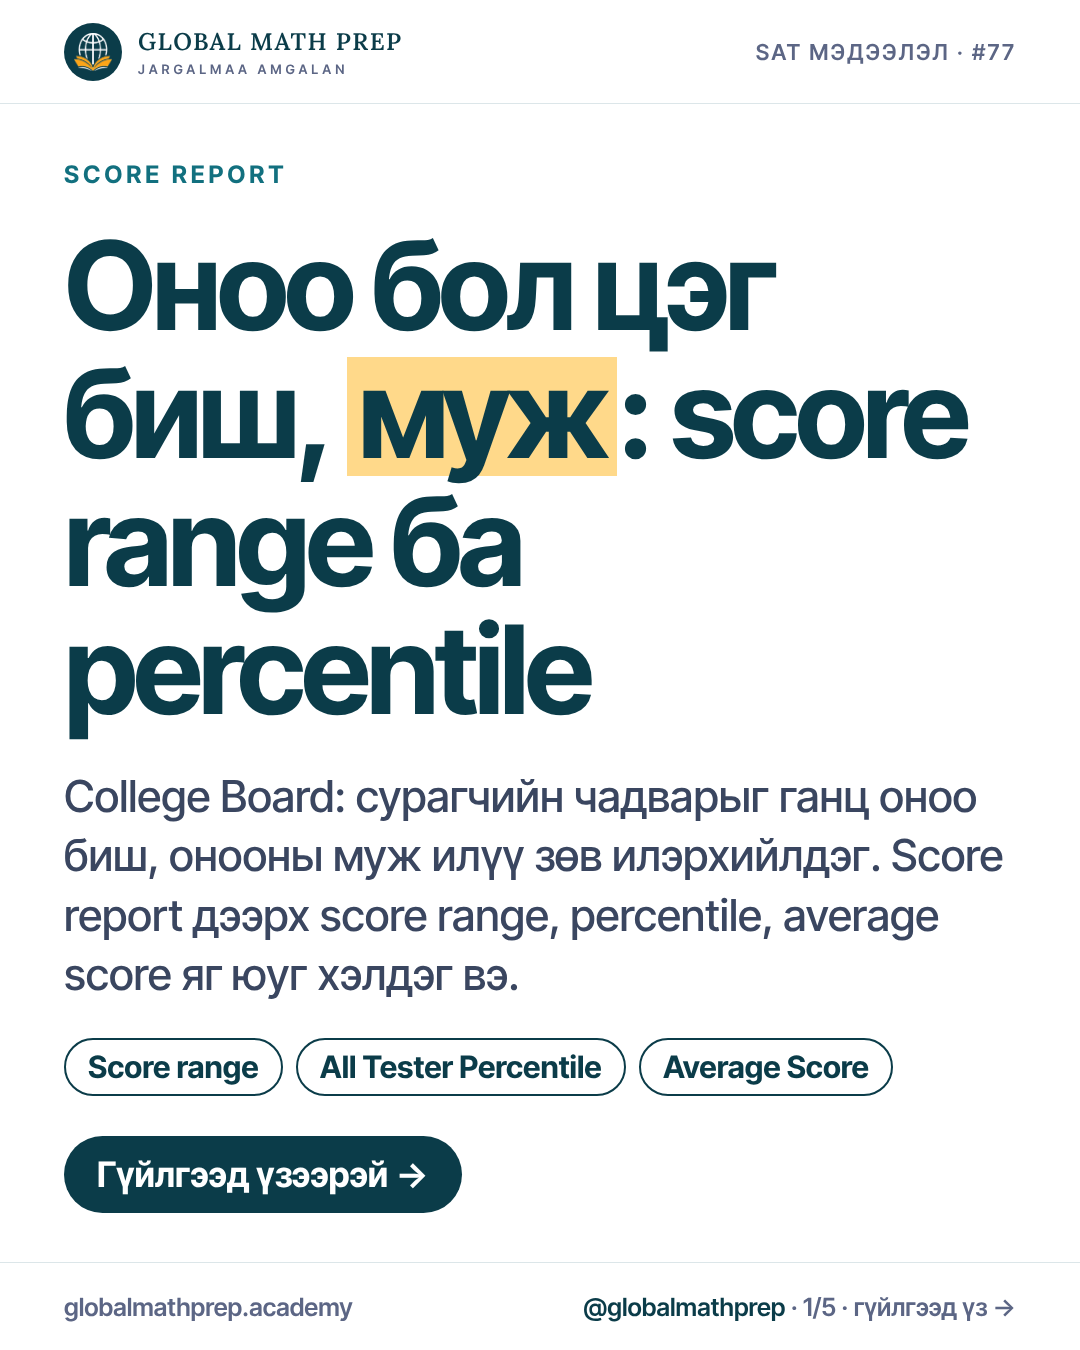 GLOBAL MATH PREP
JARGALMAA AMGALAN
SAT МЭДЭЭЛЭЛ · #77
SCORE REPORT
Оноо бол цэг
биш, муж: score
range ба
percentile
College Board: сурагчийн чадварыг ганц оноо
биш, онооны муж илүү зөв илэрхийлдэг. Score
report дээрх score range, percentile, average
score яг юуг хэлдэг вэ.
Score range
All Tester Percentile
Average Score
Гүйлгээд үзээрэй →
globalmathprep.academy
@globalmathprep · 1/5 · гүйлгээд үз →